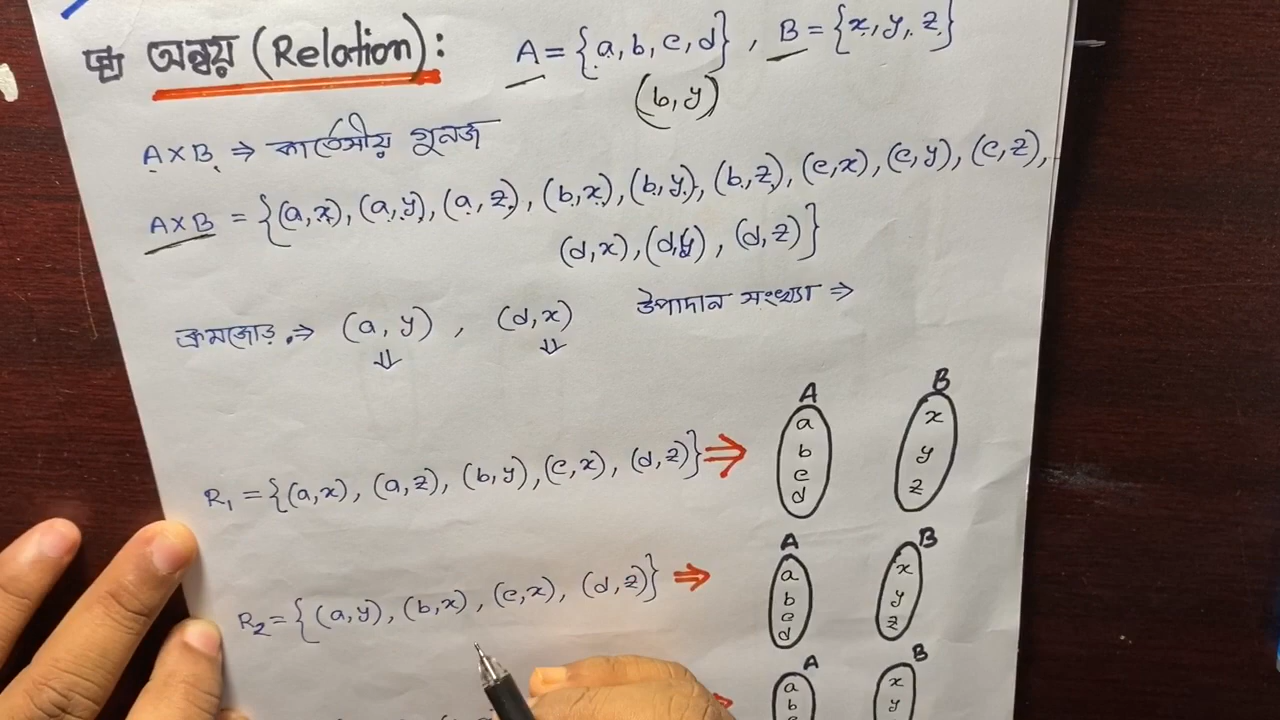 অন্বয় (Relation): A = {a, b, c, d}, B = {x, y, z}
(b, y)
A×B ⇒ কার্তেসীয় গুনজ
A×B = {(a, x), (a, y), (a, z), (b, x), (b, y), (b, z), (c, x), (c, y), (c, z),
(d, x), (d, y), (d, z)}
ক্রমজোড় ⇒ (a, y), (d, x) উপাদান সংখ্যা ⇒
⇓ ⇓
A B
a x
b y
c z
d
R₁ = {(a, x), (a, z), (b, y), (c, x), (d, z)} ⇒
A B
a x
b y
c z
d
R₂ = {(a, y), (b, x), (c, x), (d, z)} ⇒
A B
a x
b y